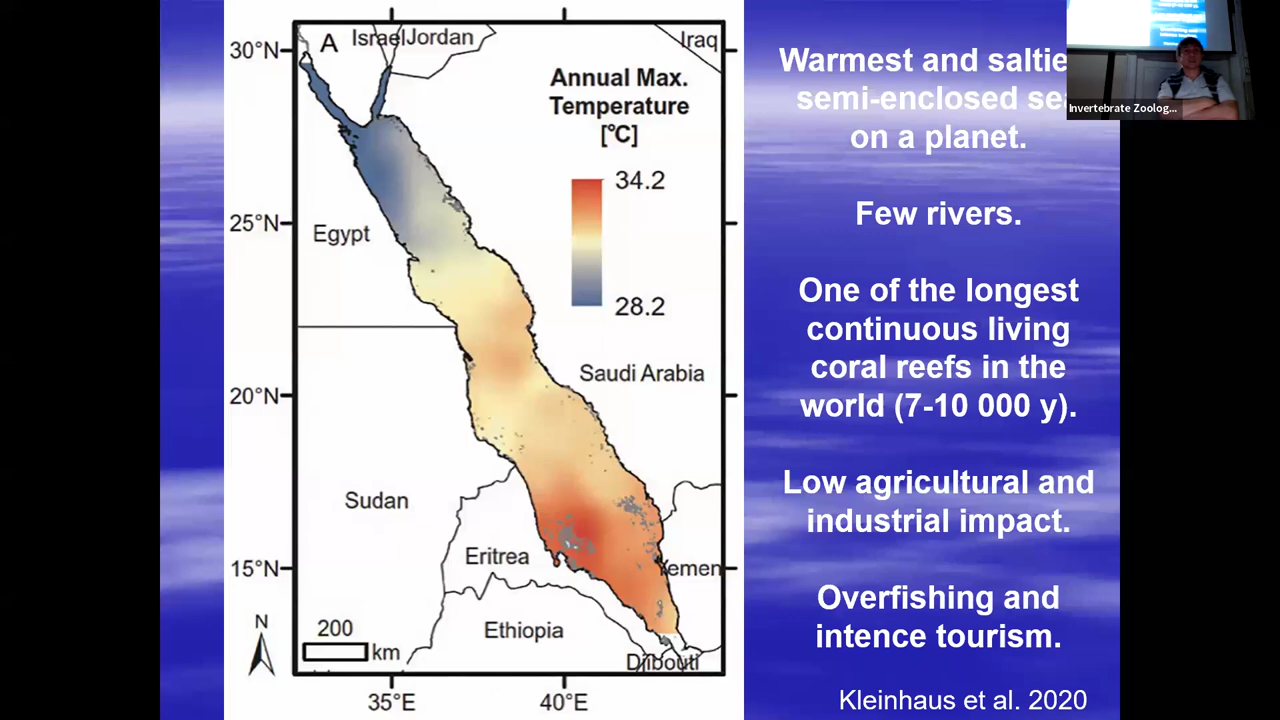 30°N
25°N
20°N
15°N
35°E
40°E
A
Israel
Jordan
Iraq
Annual Max.
Temperature
[°C]
34.2
28.2
Egypt
Saudi Arabia
Sudan
Eritrea
Yemen
Ethiopia
Djibouti
N
200
km
Warmest and saltie
semi-enclosed se
on a planet.
Few rivers.
One of the longest
continuous living
coral reefs in the
world (7-10 000 y).
Low agricultural and
industrial impact.
Overfishing and
intence tourism.
Kleinhaus et al. 2020
Invertebrate Zoolog...